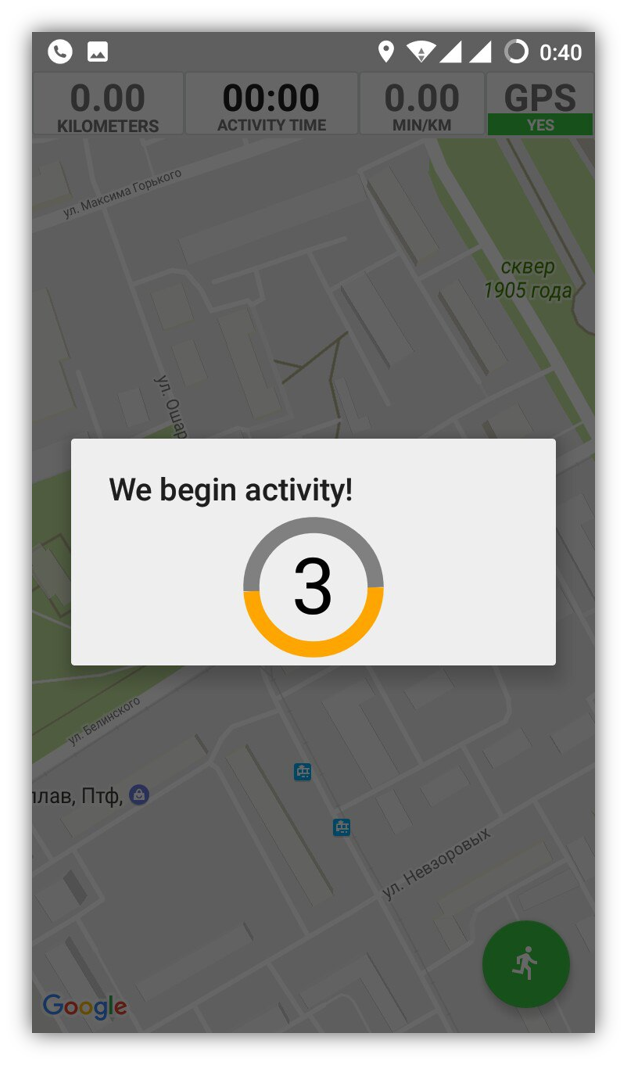 0:40
0.00 00:00 0.00 GPS
KILOMETERS ACTIVITY TIME MIN/KM YES
ул. Максима Горького
сквер
1905 года
ул. Ошар
We begin activity!
3
ул. Белинского
плав, Птф,
ул. Невзоровых
Google